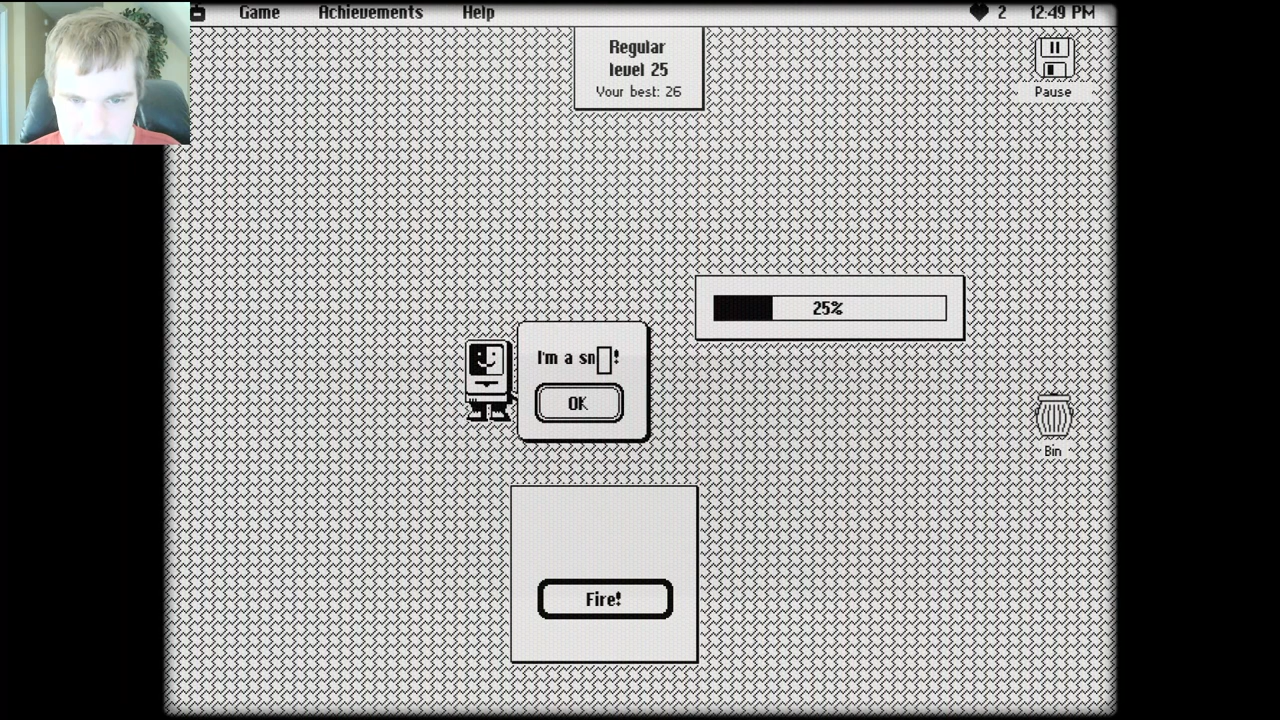 Game Achievements Help 2 12:49 PM
Regular
level 25
Your best: 26
Pause
25%
I'm a sn !
OK
Bin
Fire!